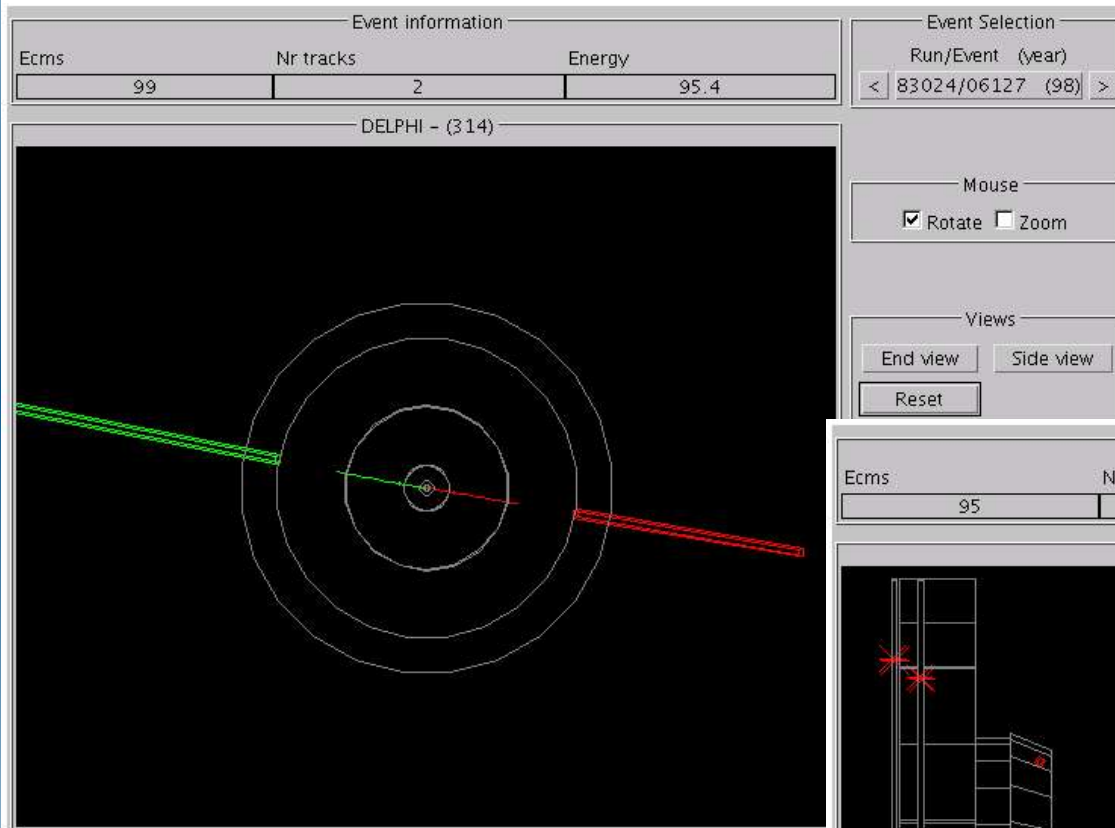 Event information
Ecms Nr tracks Energy
99 2 95.4
Event Selection
Run/Event (year)
< 83024/06127 (98) >
DELPHI - (314)
Mouse
Rotate Zoom
Views
End view Side view
Reset
Ecms N
95